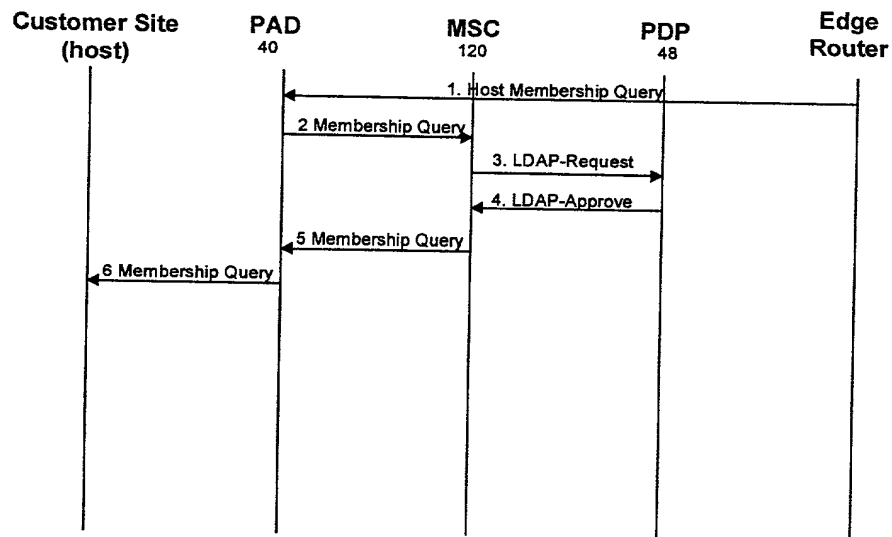 Customer Site
(host)
PAD
40
MSC
120
PDP
48
Edge
Router
1. Host Membership Query
2 Membership Query
3. LDAP-Request
4. LDAP-Approve
5 Membership Query
6 Membership Query